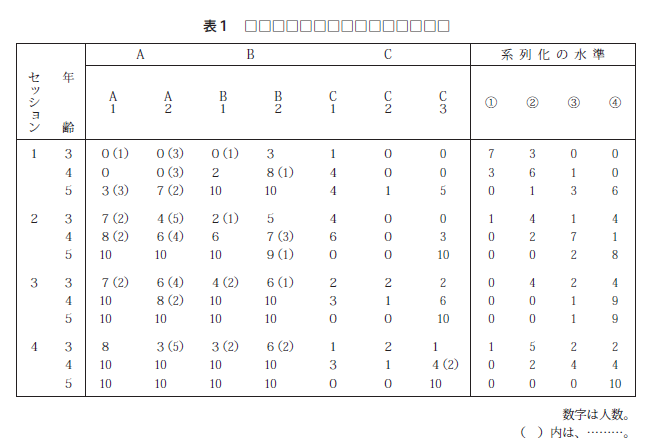 表1 □□□□□□□□□□□□□□□
セッション 年齢 A B C 系列化の水準
A1 A2 B1 B2 C1 C2 C3 ① ② ③ ④
1 3 0(1) 0(3) 0(1) 3 1 0 0 7 3 0 0
4 0 0(3) 2 8(1) 4 0 0 3 6 1 0
5 3(3) 7(2) 10 10 4 1 5 0 1 3 6
2 3 7(2) 4(5) 2(1) 5 4 0 0 1 4 1 4
4 8(2) 6(4) 6 7(3) 6 0 3 0 2 7 1
5 10 10 10 9(1) 0 0 10 0 0 2 8
3 3 7(2) 6(4) 4(2) 6(1) 2 2 2 0 4 2 4
4 10 8(2) 10 10 3 1 6 0 0 1 9
5 10 10 10 10 0 0 10 0 0 1 9
4 3 8 3(5) 3(2) 6(2) 1 2 1 1 5 2 2
4 10 10 10 10 3 1 4(2) 0 2 4 4
5 10 10 10 10 0 0 10 0 0 0 10
数字は人数。
( )内は、………。